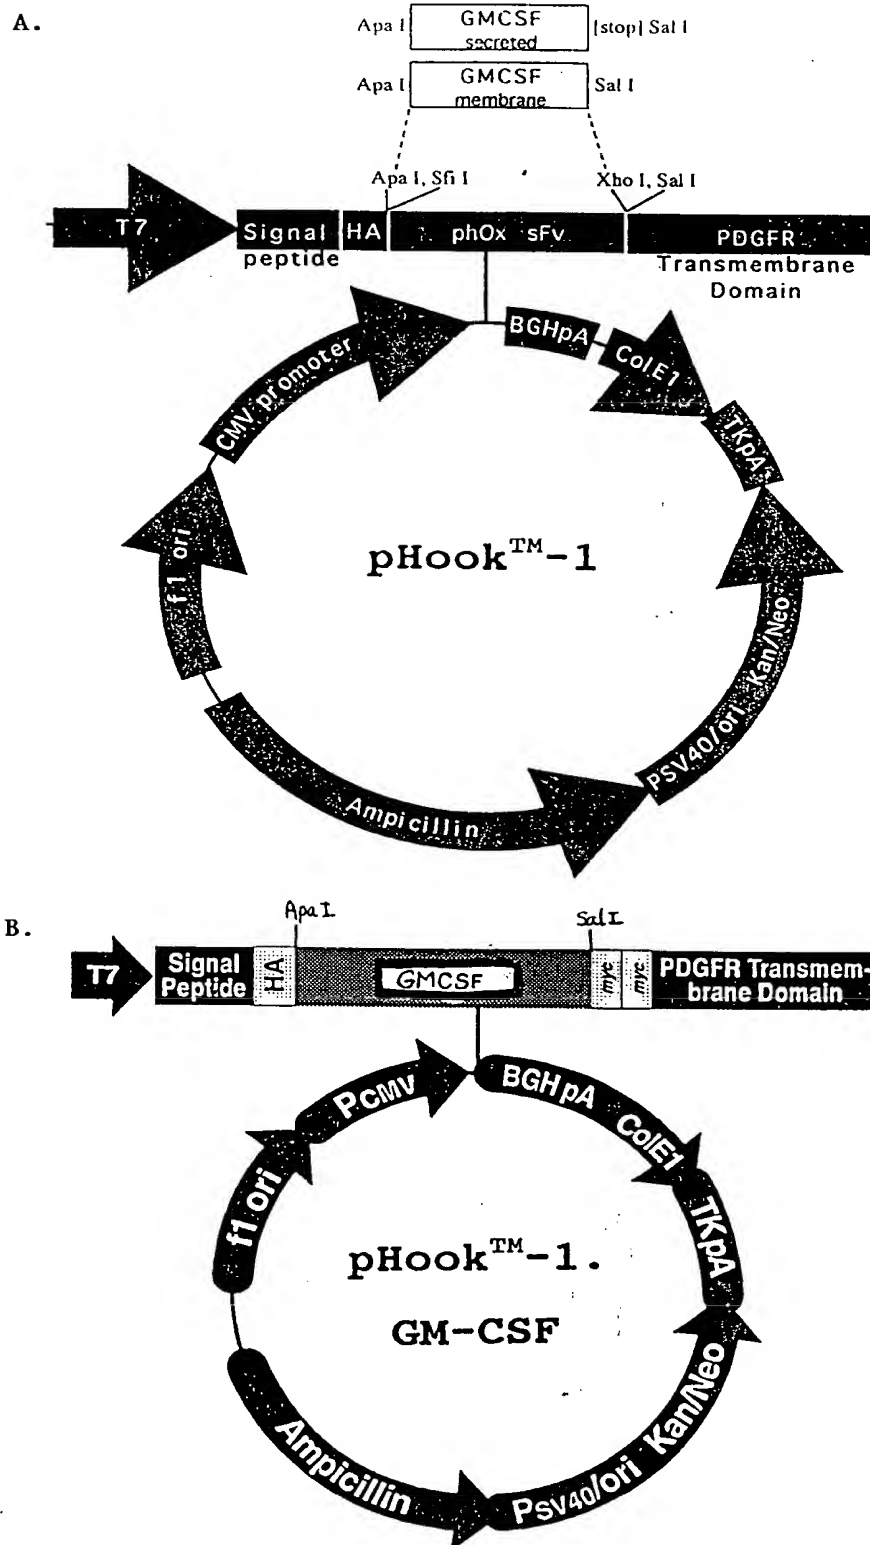 A.
Apa I GMCSF secreted [stop] Sal I
Apa I GMCSF membrane Sal I
Apa I, Sfi I Xho I, Sal I
T7 Signal peptide HA phOx sFv PDGFR Transmembrane Domain
BGHpA
ColE1
TKpA
CMV promoter
f1 ori
pHook™-1
PSV40/ori Kan/Neo
Ampicillin
B.
ApaI SalI
T7 Signal Peptide HA GMCSF myc myc PDGFR Transmem-
brane Domain
PCMV
BGHpA ColE1
f1 ori
TKpA
pHook™-1.
GM-CSF
Ampicillin
PSV40/ori Kan/Neo